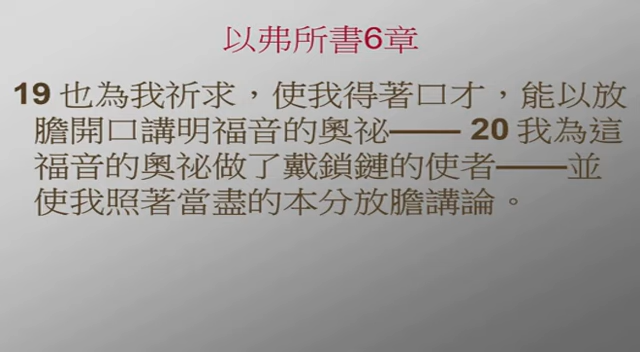 以弗所書6章
19 也為我祈求，使我得著口才，能以放
膽開口講明福音的奧祕—— 20 我為這
福音的奧祕做了戴鎖鏈的使者——並
使我照著當盡的本分放膽講論。